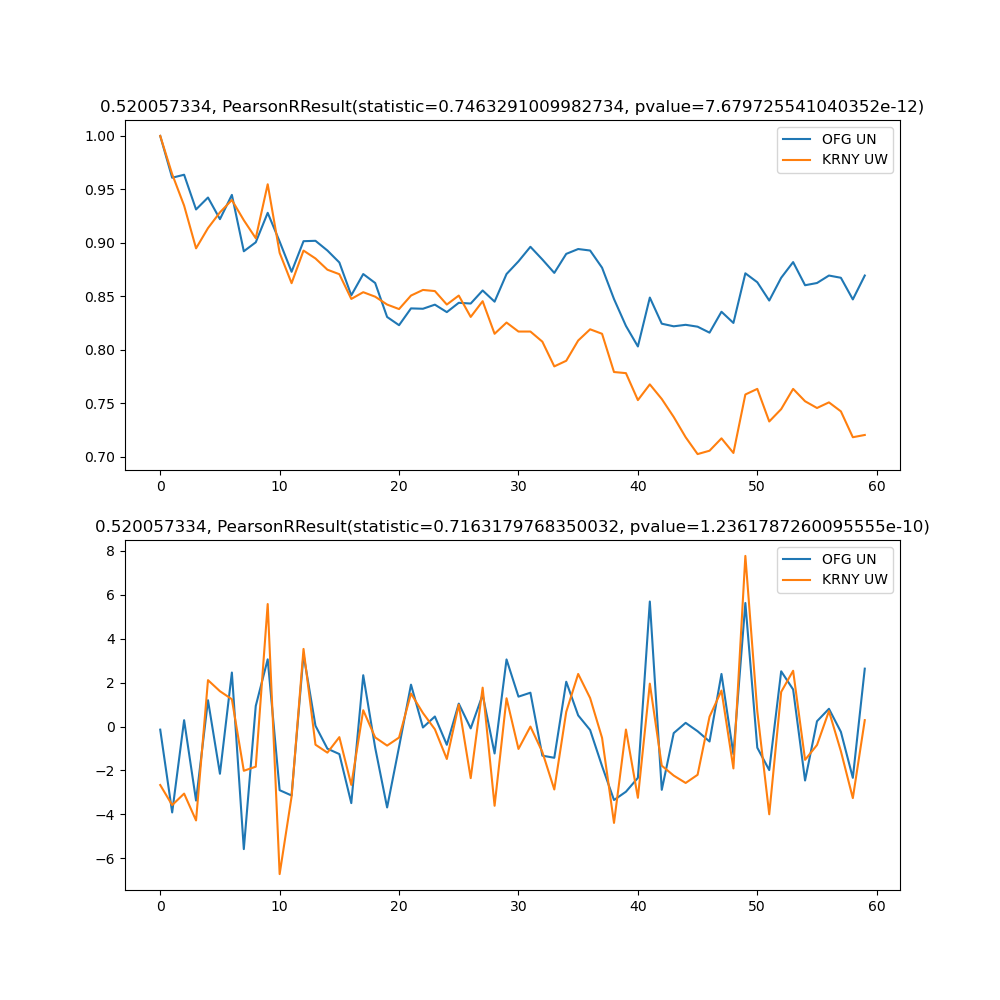 0.520057334, PearsonRResult(statistic=0.7463291009982734, pvalue=7.679725541040352e-12)
OFG UN
KRNY UW
1.00
0.95
0.90
0.85
0.80
0.75
0.70
0 10 20 30 40 50 60
0.520057334, PearsonRResult(statistic=0.7163179768350032, pvalue=1.2361787260095555e-10)
OFG UN
KRNY UW
8
6
4
2
0
−2
−4
−6
0 10 20 30 40 50 60